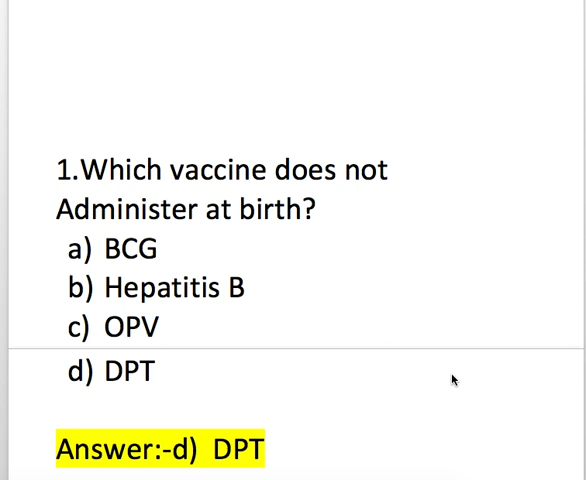 1.Which vaccine does not
Administer at birth?
a) BCG
b) Hepatitis B
c) OPV
d) DPT
Answer:-d) DPT